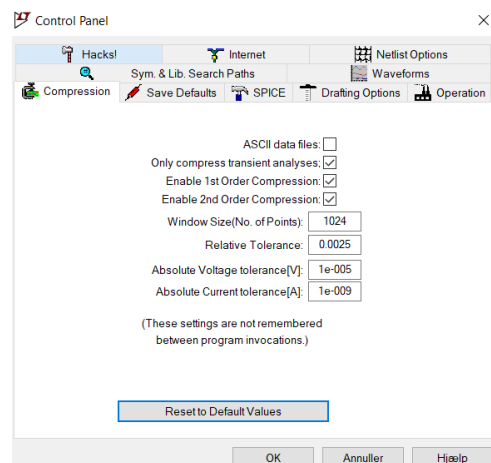 Control Panel
Hacks! Internet Netlist Options
Sym. & Lib. Search Paths Waveforms
Compression Save Defaults SPICE Drafting Options Operation
ASCII data files:
Only compress transient analyses;
Enable 1st Order Compression:
Enable 2nd Order Compression:
Window Size(No. of Points): 1024
Relative Tolerance: 0.0025
Absolute Voltage tolerance[V]: 1e-005
Absolute Current tolerance[A]: 1e-009
(These settings are not remembered
between program invocations.)
Reset to Default Values
OK Annuller Hjælp